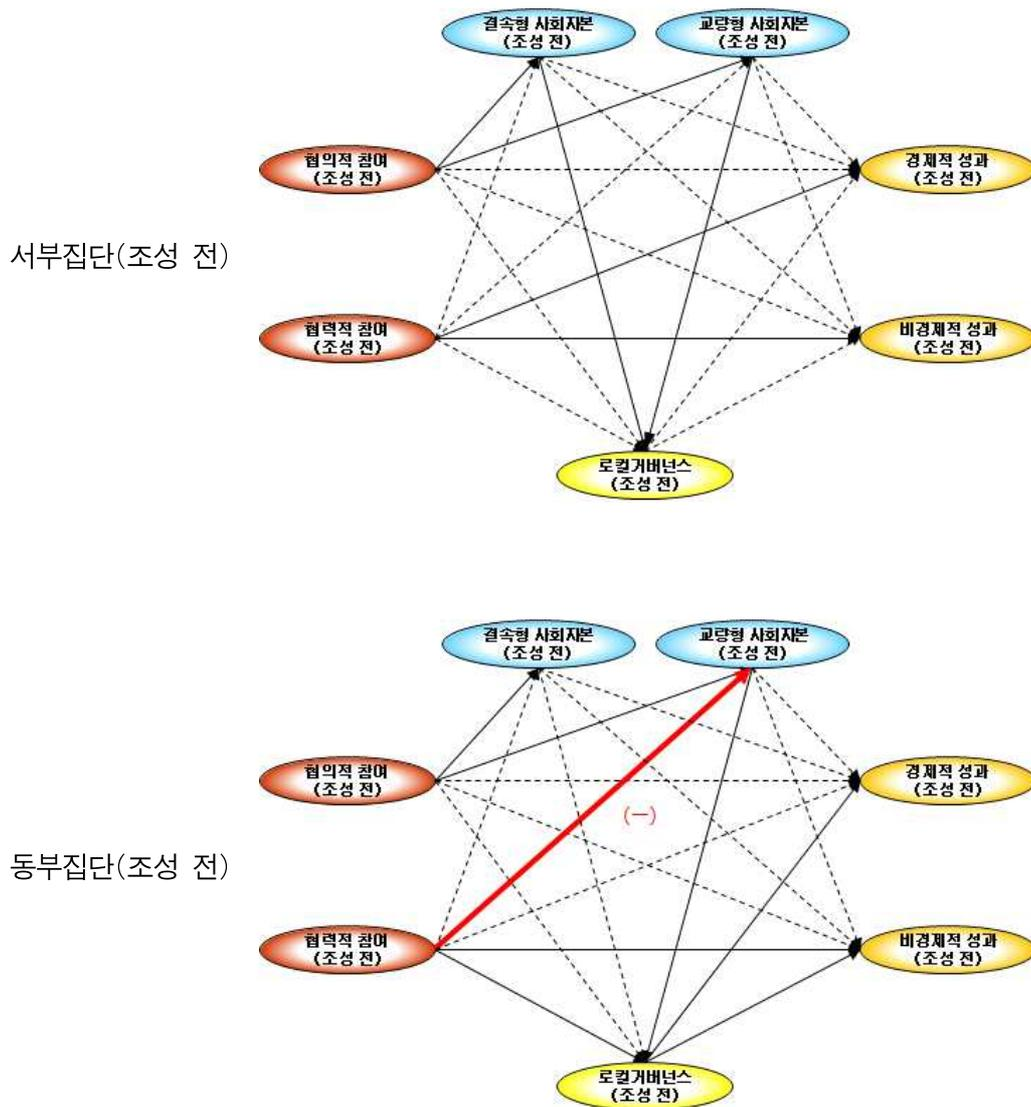 결속형 사회자본
(조성 전)
교량형 사회자본
(조성 전)
협의적 참여
(조성 전)
경제적 성과
(조성 전)
서부집단(조성 전)
협력적 참여
(조성 전)
비경제적 성과
(조성 전)
로컬거버넌스
(조성 전)
결속형 사회자본
(조성 전)
교량형 사회자본
(조성 전)
협의적 참여
(조성 전)
경제적 성과
(조성 전)
(−)
동부집단(조성 전)
협력적 참여
(조성 전)
비경제적 성과
(조성 전)
로컬거버넌스
(조성 전)